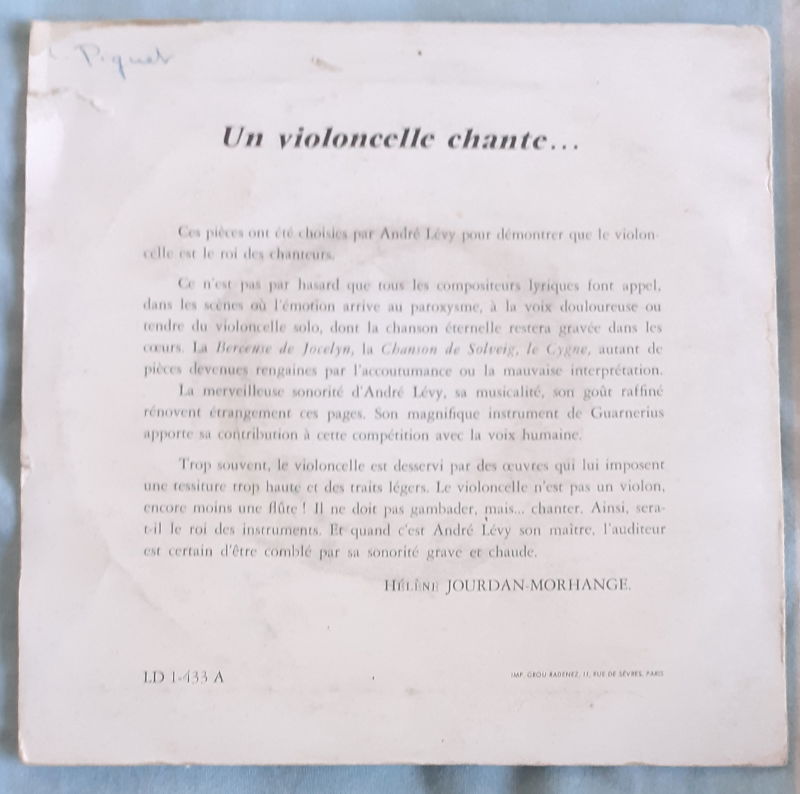 Piquet
Un violoncelle chante...
Ces pièces ont été choisies par André Lévy pour démontrer que le violon-
celle est le roi des chanteurs.
Ce n'est pas par hasard que tous les compositeurs lyriques font appel,
dans les scènes où l'émotion arrive au paroxysme, à la voix douloureuse ou
tendre du violoncelle solo, dont la chanson éternelle restera gravée dans les
cœurs. La Berceuse de Jocelyn, la Chanson de Solveig, le Cygne, autant de
pièces devenues rengaines par l'accoutumance ou la mauvaise interprétation.
La merveilleuse sonorité d'André Lévy, sa musicalité, son goût raffiné
rénovent étrangement ces pages. Son magnifique instrument de Guarnerius
apporte sa contribution à cette compétition avec la voix humaine.
Trop souvent, le violoncelle est desservi par des œuvres qui lui imposent
une tessiture trop haute et des traits légers. Le violoncelle n'est pas un violon,
encore moins une flûte ! Il ne doit pas gambader, mais... chanter. Ainsi, sera-
t-il le roi des instruments. Et quand c'est André Lévy son maître, l'auditeur
est certain d'être comblé par sa sonorité grave et chaude.
HÉLÈNE JOURDAN-MORHANGE.
LD 1-433 A
IMP. GROU-RADENEZ, 11, RUE DE SÈVRES, PARIS